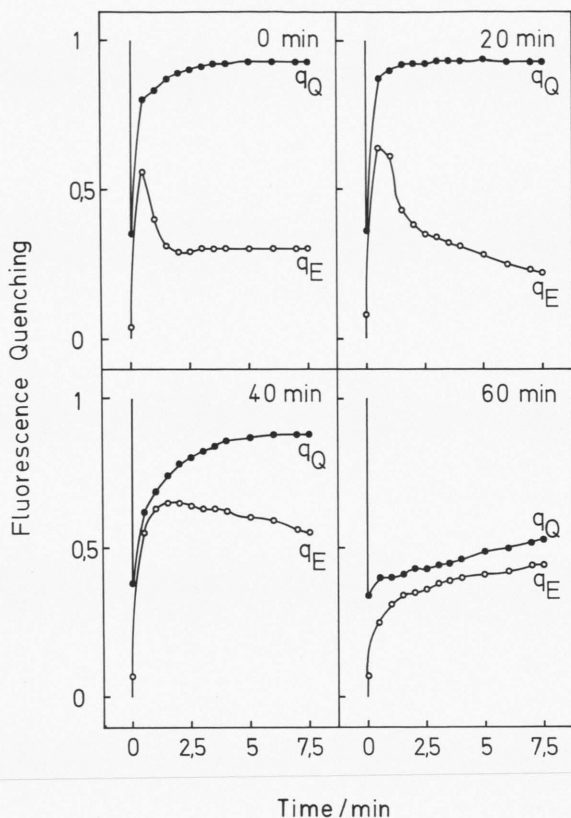 Fluorescence Quenching
1
0,5
0
0 min
qQ
qE
20 min
qQ
qE
1
0,5
0
40 min
qQ
qE
60 min
qQ
qE
0 2,5 5 7,5
0 2,5 5 7,5
Time/min